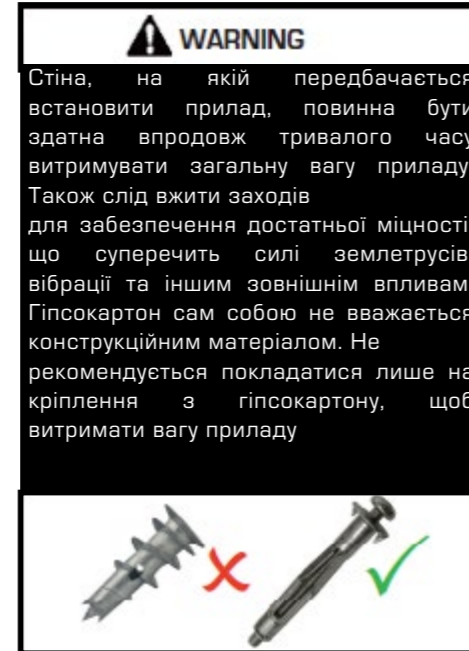 WARNING
Стіна, на якій передбачається
встановити прилад, повинна бути
здатна впродовж тривалого часу
витримувати загальну вагу приладу
Також слід вжити заходів
для забезпечення достатньої міцності
що суперечить силі землетрусів
вібрації та іншим зовнішнім впливам
Гіпсокартон сам собою не вважається
конструкційним матеріалом. Не
рекомендується покладатися лише на
кріплення з гіпсокартону, щоб
витримати вагу приладу